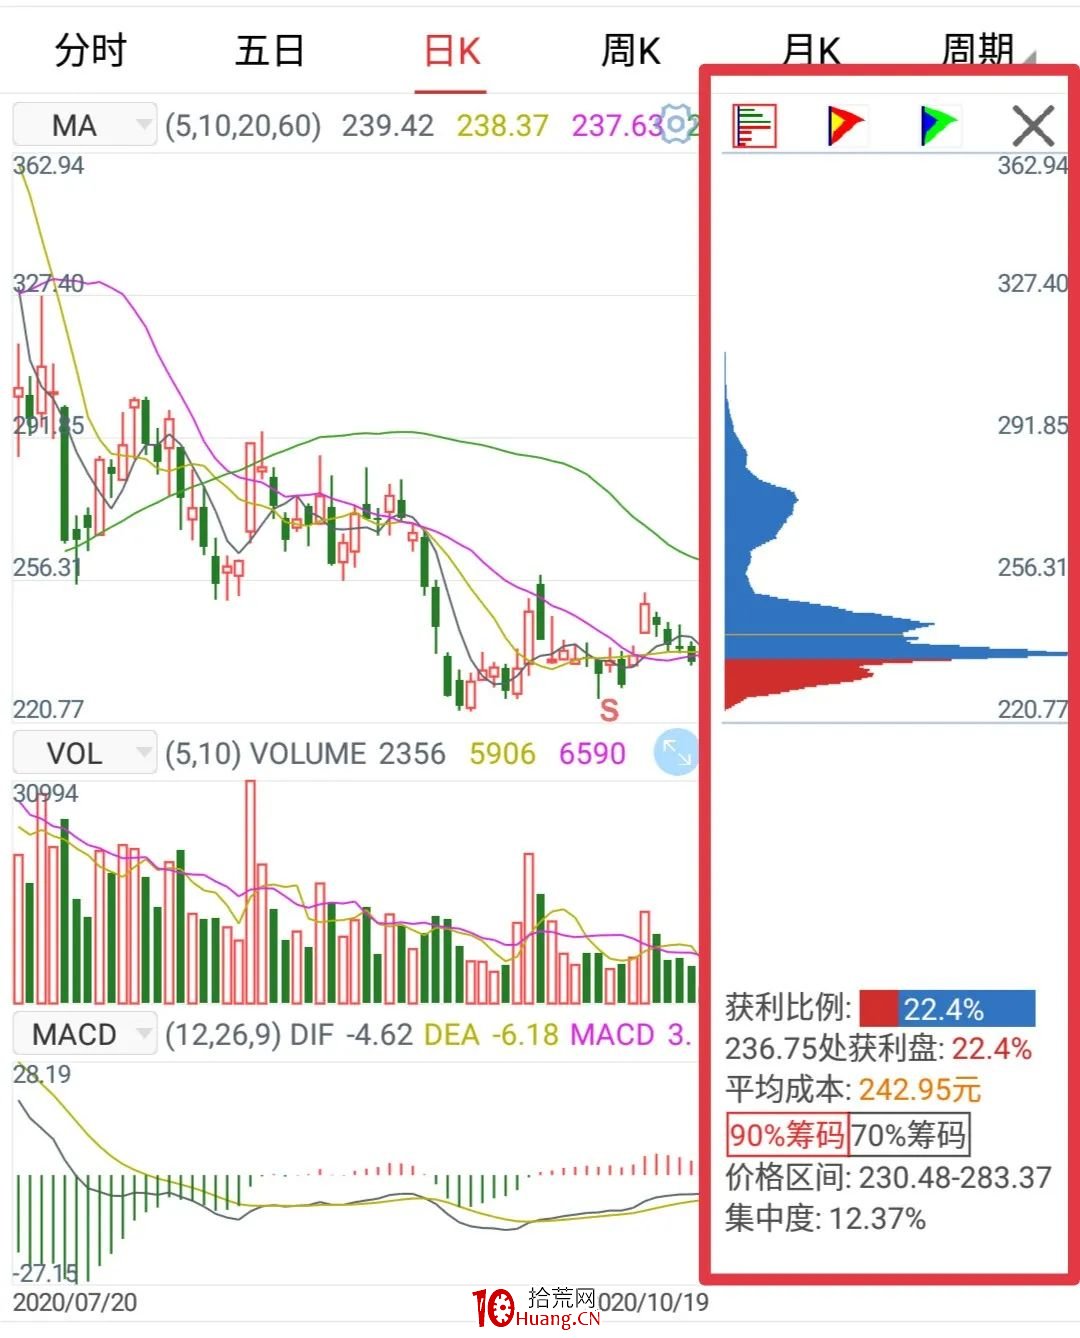 分时 五日 日K 周K 月K 周期
MA (5,10,20,60) 239.42 238.37 237.63 2
362.94 362.94
327.40 327.40
291.85 291.85
256.31 256.31
220.77 220.77
S
VOL (5,10) VOLUME 2356 5906 6590
30994
获利比例: 22.4%
MACD (12,26,9) DIF -4.62 DEA -6.18 MACD 3.
236.75处获利盘: 22.4%
28.19
平均成本: 242.95元
90%筹码 70%筹码
价格区间: 230.48-283.37
集中度: 12.37%
-27.15
2020/07/20 020/10/19
10 拾荒网
Huang.CN